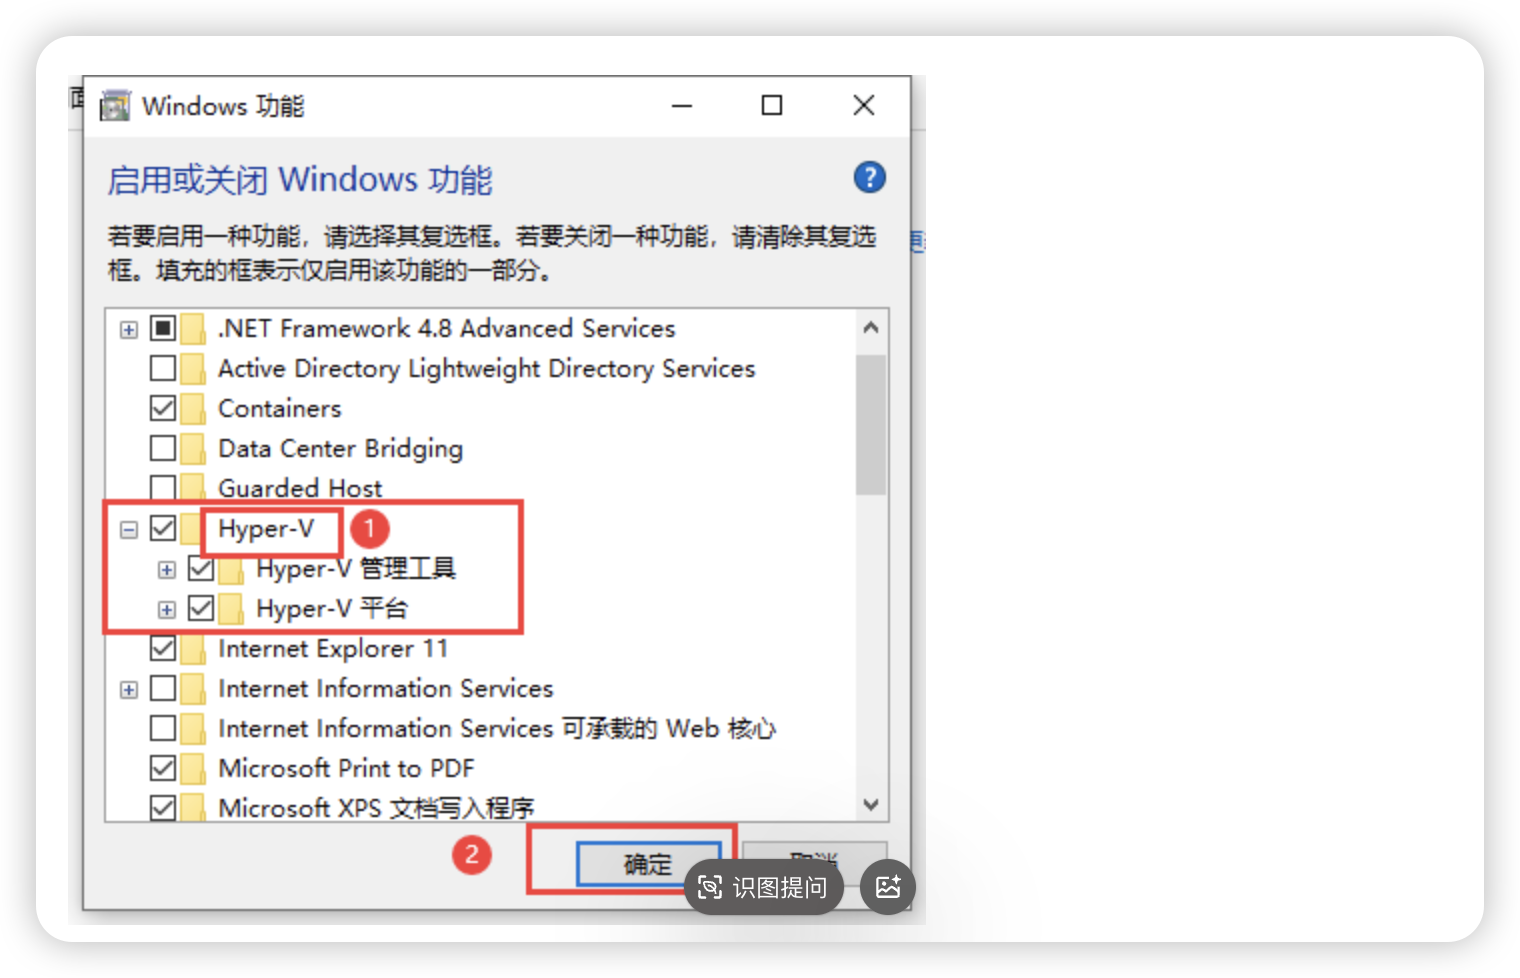 Windows 功能
启用或关闭 Windows 功能
若要启用一种功能，请选择其复选框。若要关闭一种功能，请清除其复选
框。填充的框表示仅启用该功能的一部分。
.NET Framework 4.8 Advanced Services
Active Directory Lightweight Directory Services
Containers
Data Center Bridging
Guarded Host
Hyper-V 1
Hyper-V 管理工具
Hyper-V 平台
Internet Explorer 11
Internet Information Services
Internet Information Services 可承载的 Web 核心
Microsoft Print to PDF
Microsoft XPS 文档写入程序
2 确定 取消
识图提问